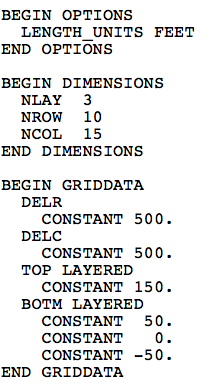 BEGIN OPTIONS
  LENGTH_UNITS FEET
END OPTIONS

BEGIN DIMENSIONS
  NLAY  3
  NROW  10
  NCOL  15
END DIMENSIONS

BEGIN GRIDDATA
  DELR
    CONSTANT 500.
  DELC
    CONSTANT 500.
  TOP LAYERED
    CONSTANT 150.
  BOTM LAYERED
    CONSTANT  50.
    CONSTANT   0.
    CONSTANT -50.
END GRIDDATA